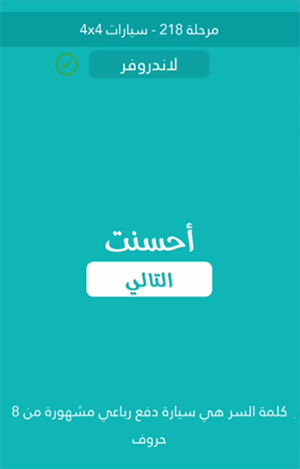 مرحلة 218 - سيارات 4x4
لاندروفر
أحسنت
التالي
كلمة السر هي سيارة دفع رباعي مشهورة من 8
حروف